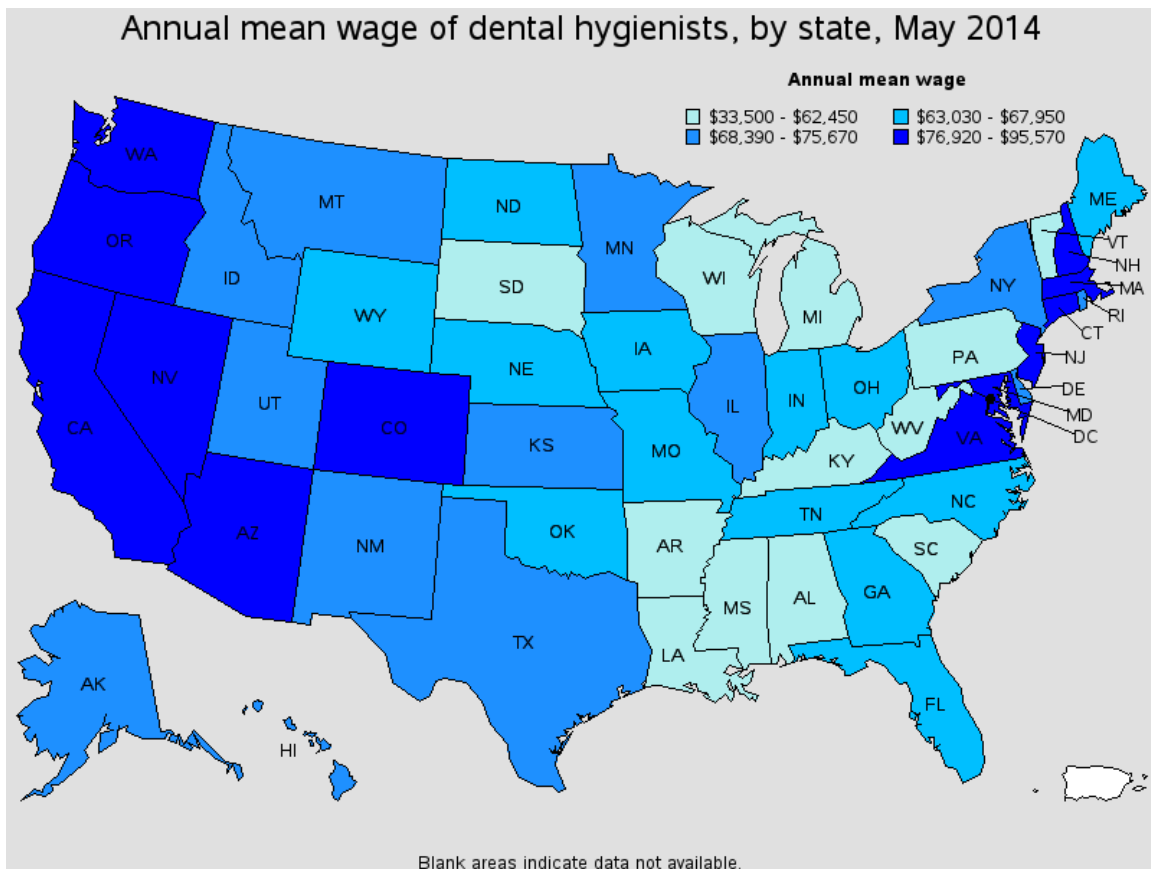 Annual mean wage of dental hygienists, by state, May 2014
Annual mean wage
$33,500 - $62,450 $63,030 - $67,950
$68,390 - $75,670 $76,920 - $95,570
WA
MT
ND
MN
ME
OR
ID
SD
WI
VT
NH
NY
MA
WY
MI
RI
CT
IA
PA
NJ
NV
NE
OH
UT
IN
DE
IL
CA
CO
MD
KS
WV
VA
DC
MO
KY
AZ
NM
OK
TN
NC
AR
SC
MS
AL
GA
TX
LA
AK
FL
HI
Blank areas indicate data not available.